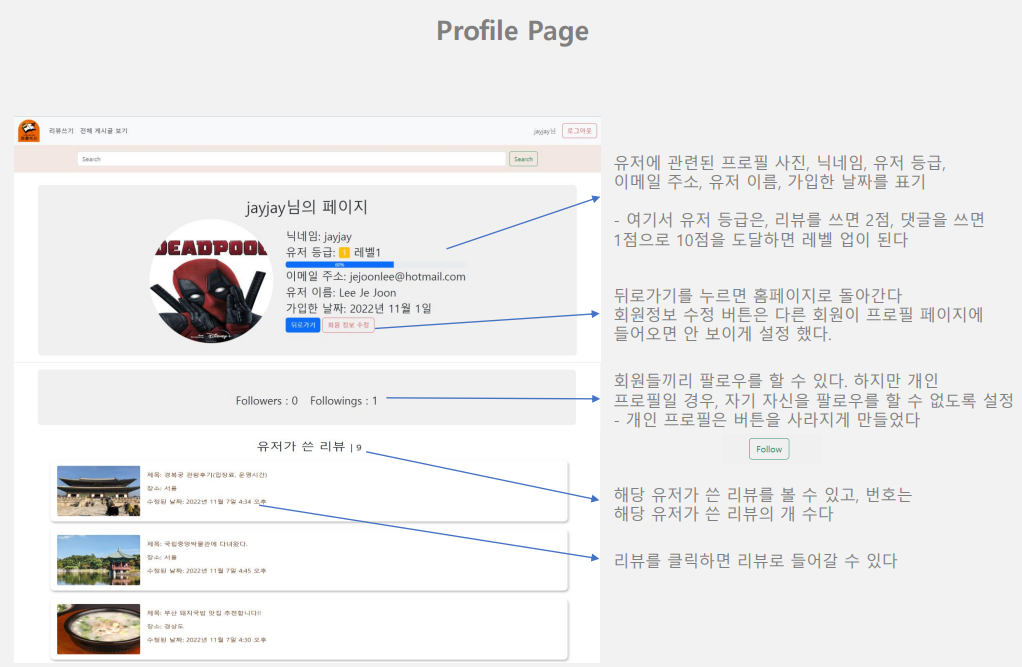 Profile Page
리뷰쓰기 전체 게시글 보기
jayjay님 로그아웃
Search Search
jayjay님의 페이지
DEADPOOL
닉네임: jayjay
유저 등급: 1 레벨1
60%
이메일 주소: jejoonlee@hotmail.com
유저 이름: Lee Je Joon
가입한 날짜: 2022년 11월 1일
뒤로가기 회원 정보 수정
Followers : 0 Followings : 1
유저가 쓴 리뷰 | 9
제목: 경복궁 관람후기(입장료, 운영시간)
장소: 서울
수정된 날짜: 2022년 11월 7일 4:34 오후
제목: 국립중앙박물관에 다녀왔다.
장소: 서울
수정된 날짜: 2022년 11월 7일 4:45 오후
제목: 부산 돼지국밥 맛집 추천합니다!!
장소: 경상도
수정된 날짜: 2022년 11월 7일 4:30 오후
유저에 관련된 프로필 사진, 닉네임, 유저 등급,
이메일 주소, 유저 이름, 가입한 날짜를 표기
- 여기서 유저 등급은, 리뷰를 쓰면 2점, 댓글을 쓰면
1점으로 10점을 도달하면 레벨 업이 된다
뒤로가기를 누르면 홈페이지로 돌아간다
회원정보 수정 버튼은 다른 회원이 프로필 페이지에
들어오면 안 보이게 설정 했다.
회원들끼리 팔로우를 할 수 있다. 하지만 개인
프로필일 경우, 자기 자신을 팔로우를 할 수 없도록 설정
- 개인 프로필은 버튼을 사라지게 만들었다
Follow
해당 유저가 쓴 리뷰를 볼 수 있고, 번호는
해당 유저가 쓴 리뷰의 개 수다
리뷰를 클릭하면 리뷰로 들어갈 수 있다